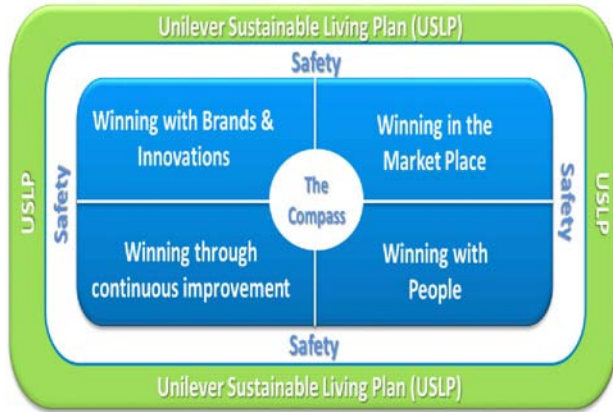 Unilever Sustainable Living Plan (USLP)
Safety
Winning with Brands &
Innovations
Winning in the
Market Place
USLP
Safety
The
Compass
Safety
USLP
Winning through
continuous improvement
Winning with
People
Safety
Unilever Sustainable Living Plan (USLP)